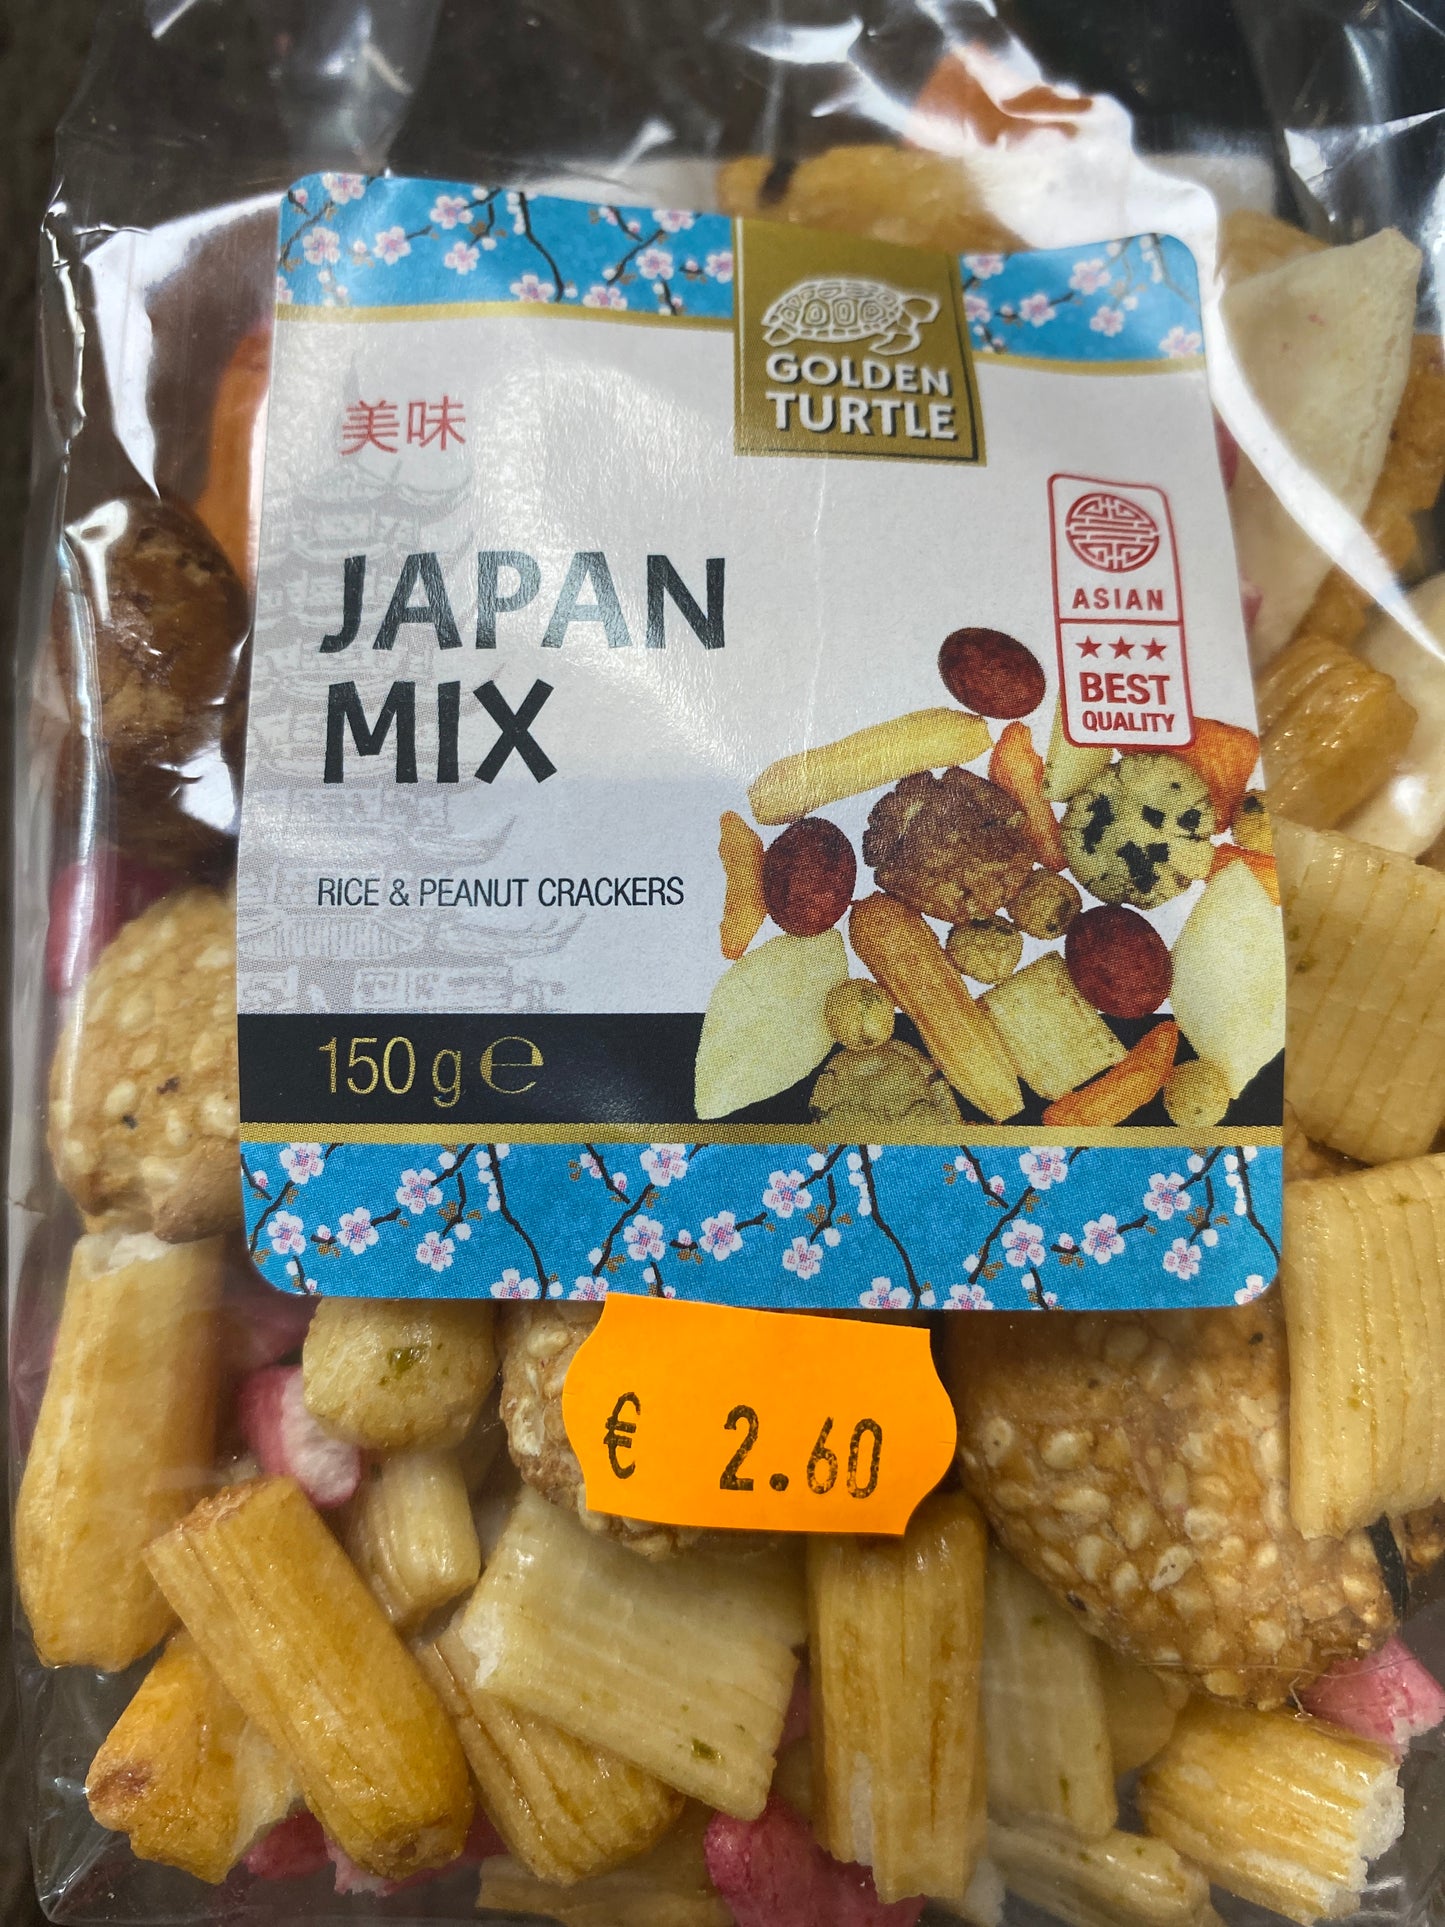 GOLDEN
TURTLE
美味
JAPAN
MIX
ASIAN
★★★
BEST
QUALITY
RICE & PEANUT CRACKERS
150 g ℮
€ 2.60